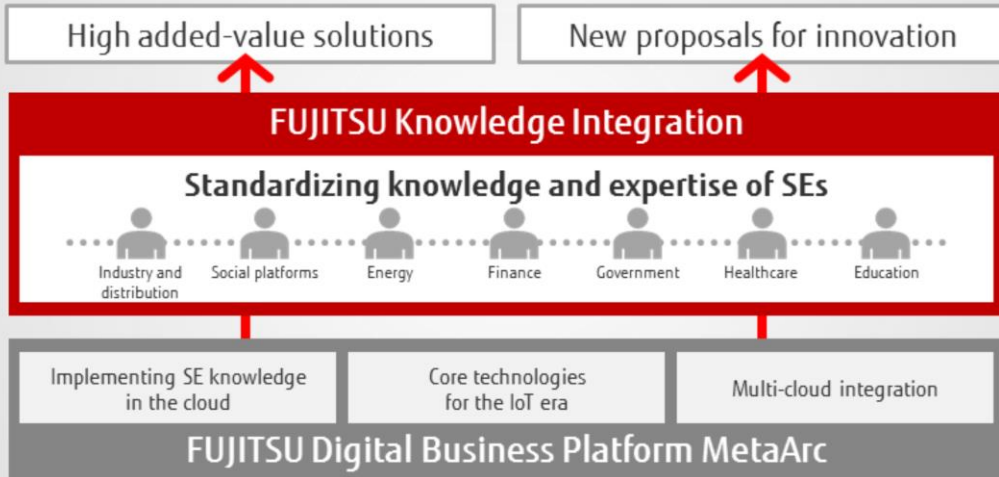 High added-value solutions
New proposals for innovation
FUJITSU Knowledge Integration
Standardizing knowledge and expertise of SEs
Industry and
distribution
Social platforms
Energy
Finance
Government
Healthcare
Education
Implementing SE knowledge
in the cloud
Core technologies
for the IoT era
Multi-cloud integration
FUJITSU Digital Business Platform MetaArc